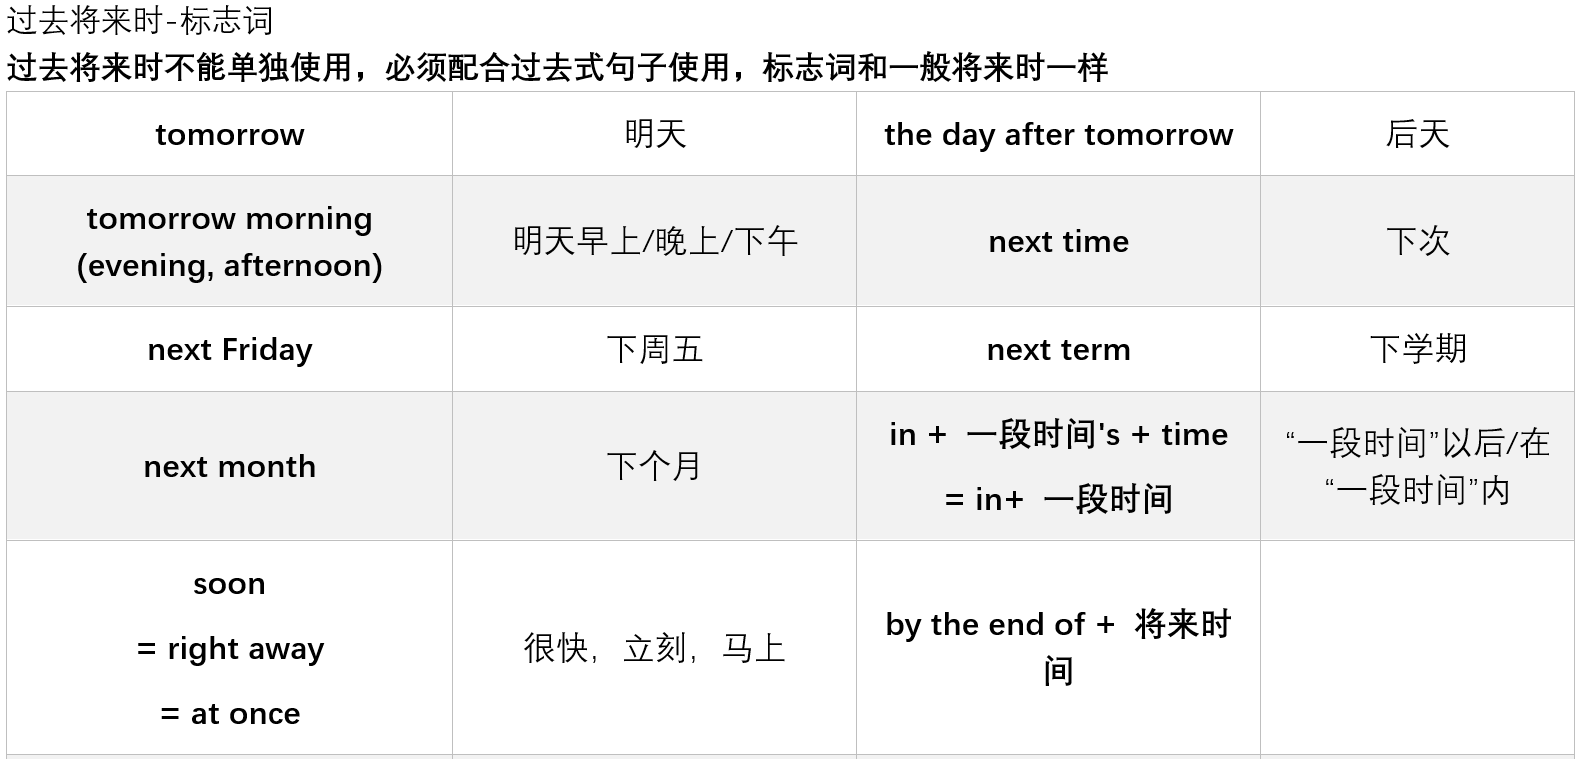 过去将来时-标志词
过去将来时不能单独使用，必须配合过去式句子使用，标志词和一般将来时一样
tomorrow
明天
the day after tomorrow
后天
tomorrow morning
(evening, afternoon)
明天早上/晚上/下午
next time
下次
next Friday
下周五
next term
下学期
next month
下个月
in + 一段时间's + time
= in+ 一段时间
“一段时间”以后/在
“一段时间”内
soon
= right away
= at once
很快，立刻，马上
by the end of + 将来时
间